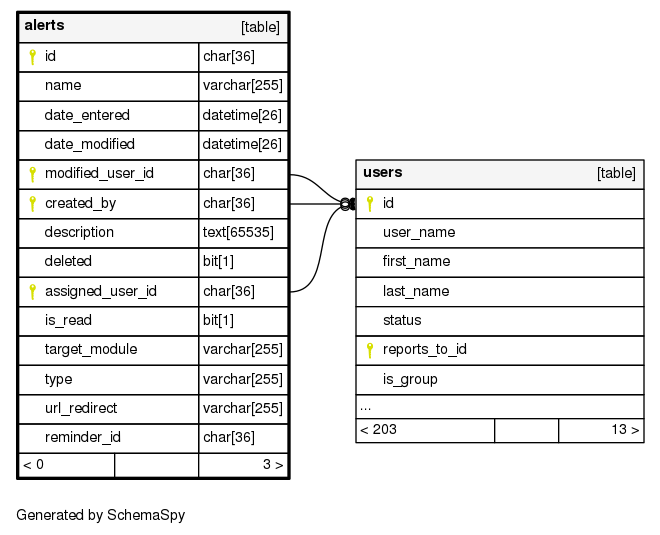 alerts [table]
id char[36]
name varchar[255]
date_entered datetime[26]
date_modified datetime[26]
modified_user_id char[36]
created_by char[36]
description text[65535]
deleted bit[1]
assigned_user_id char[36]
is_read bit[1]
target_module varchar[255]
type varchar[255]
url_redirect varchar[255]
reminder_id char[36]
< 0 3 >
users [table]
id
user_name
first_name
last_name
status
reports_to_id
is_group
...
< 203 13 >
Generated by SchemaSpy